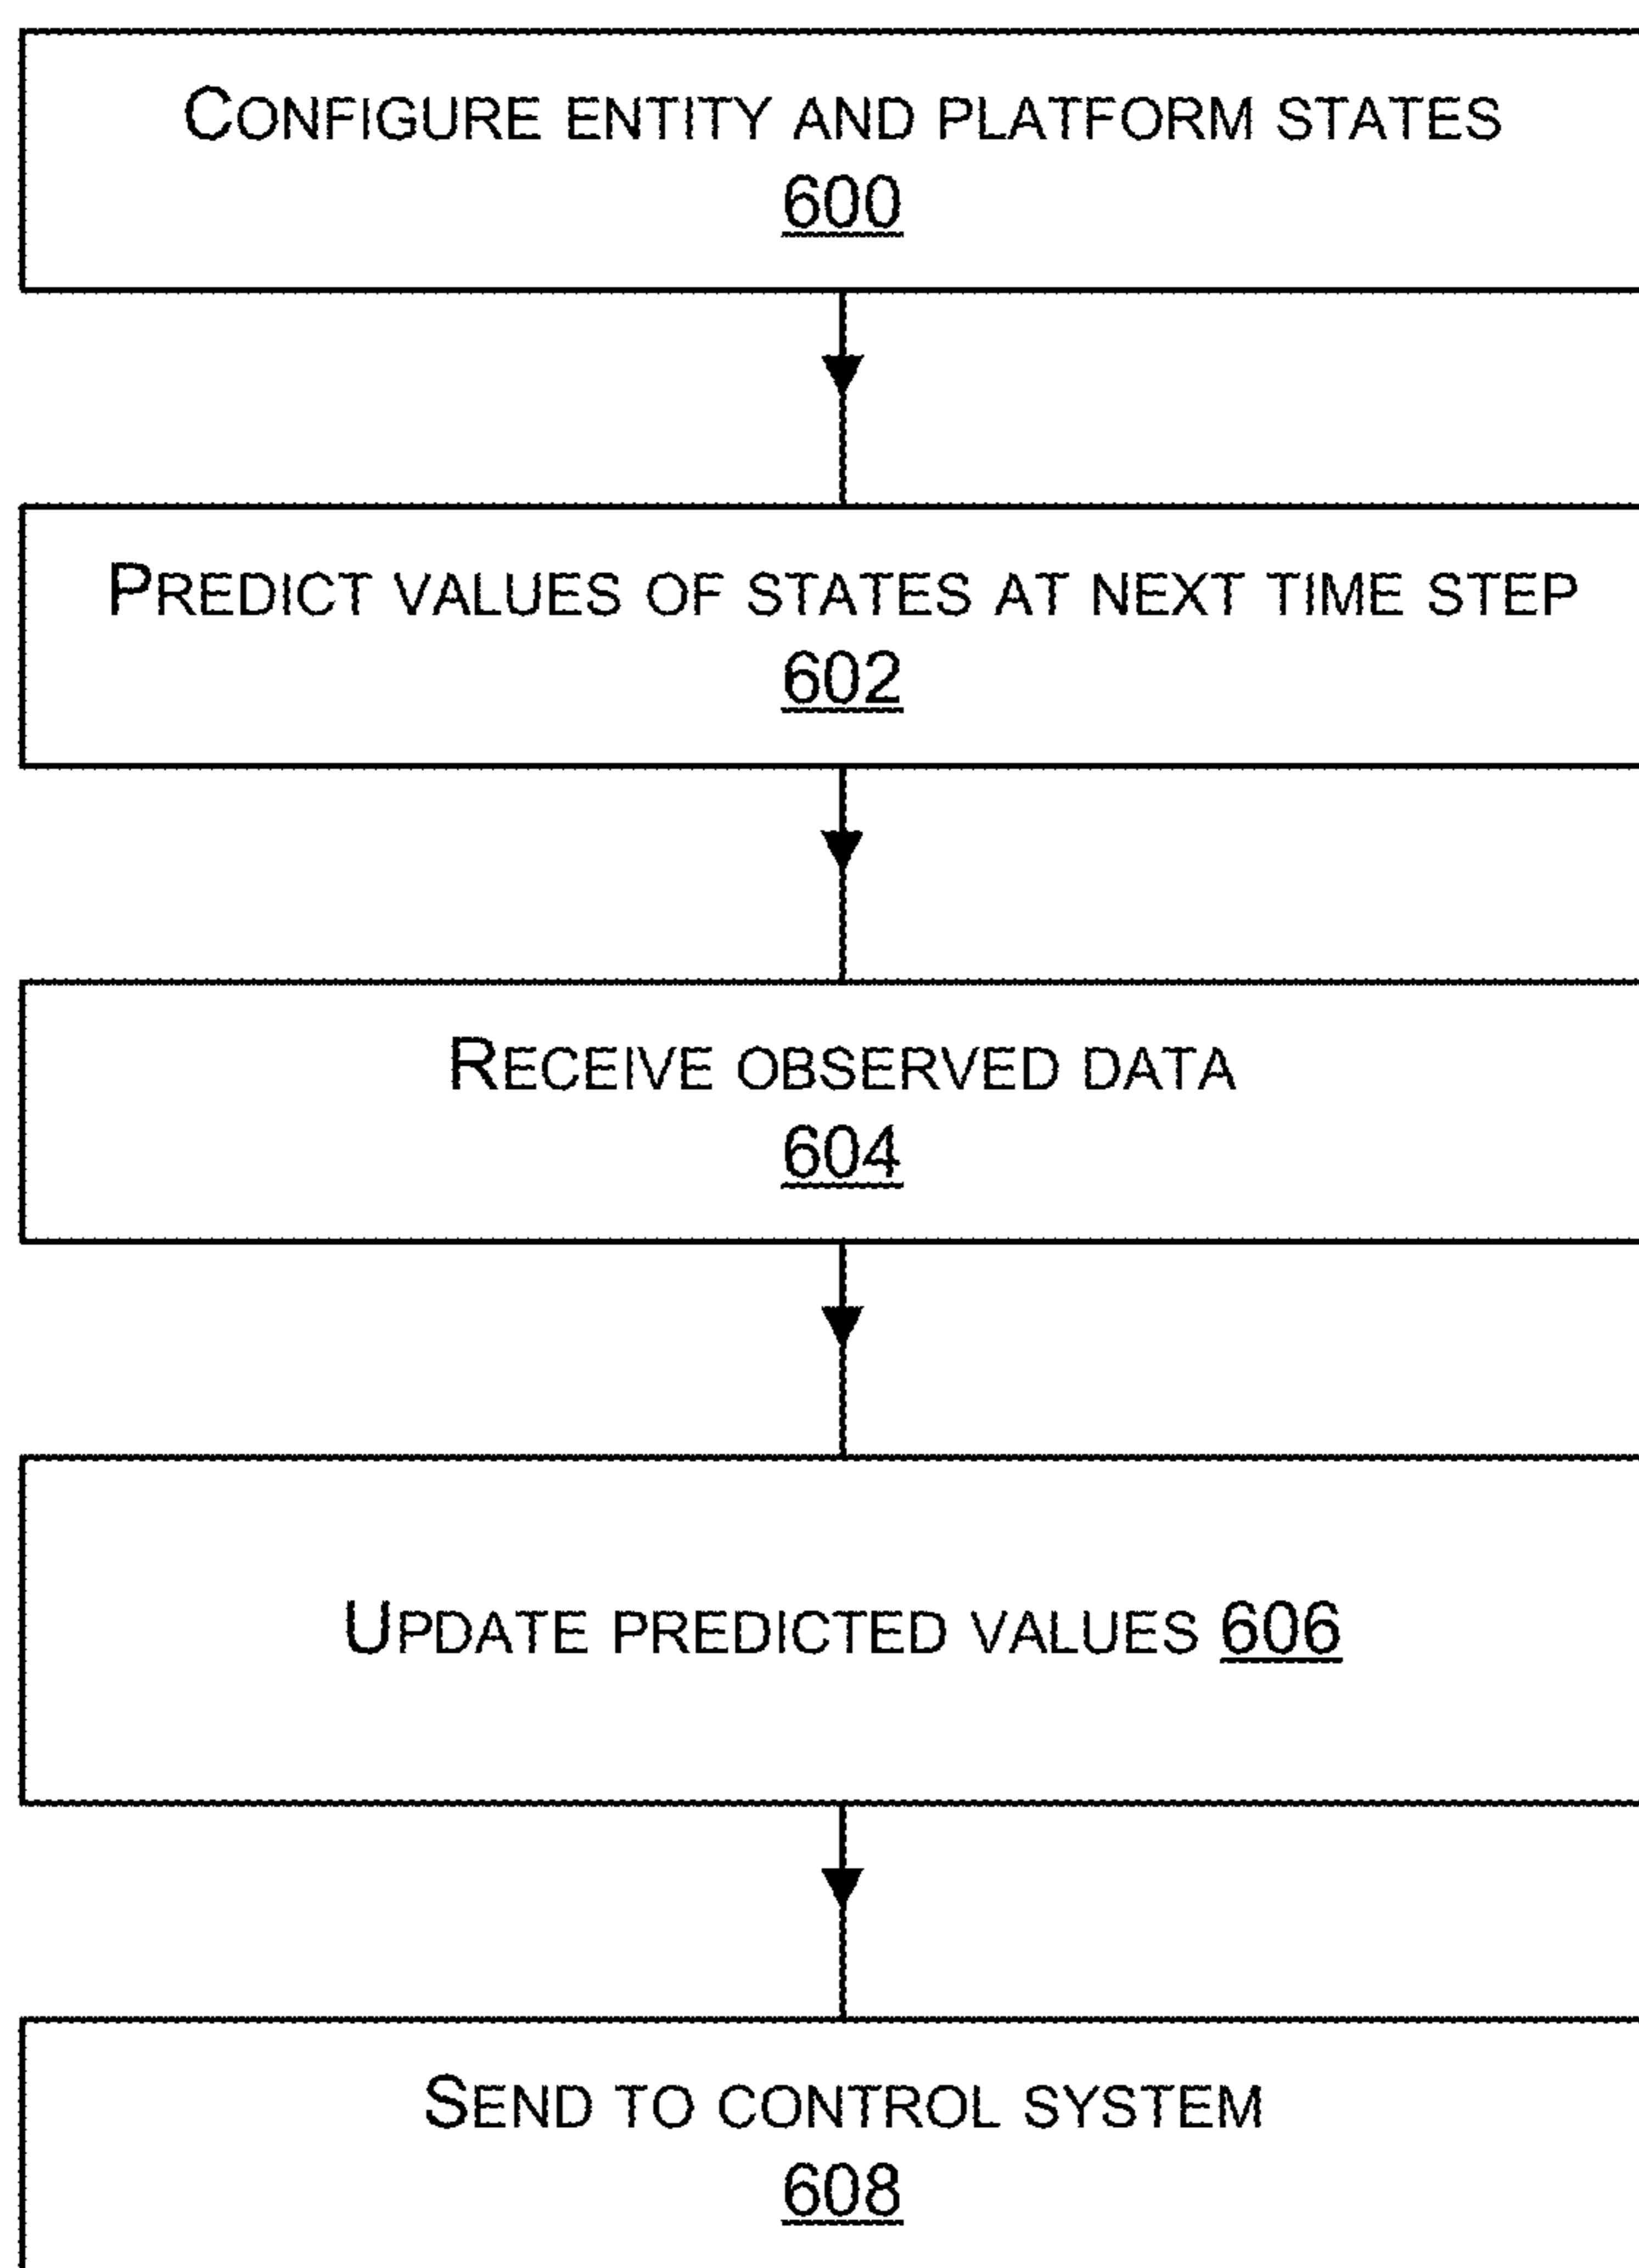 CONFIGURE ENTITY AND PLATFORM STATES
600
PREDICT VALUES OF STATES AT NEXT TIME STEP
602
RECEIVE OBSERVED DATA
604
UPDATE PREDICTED VALUES 606
SEND TO CONTROL SYSTEM
608